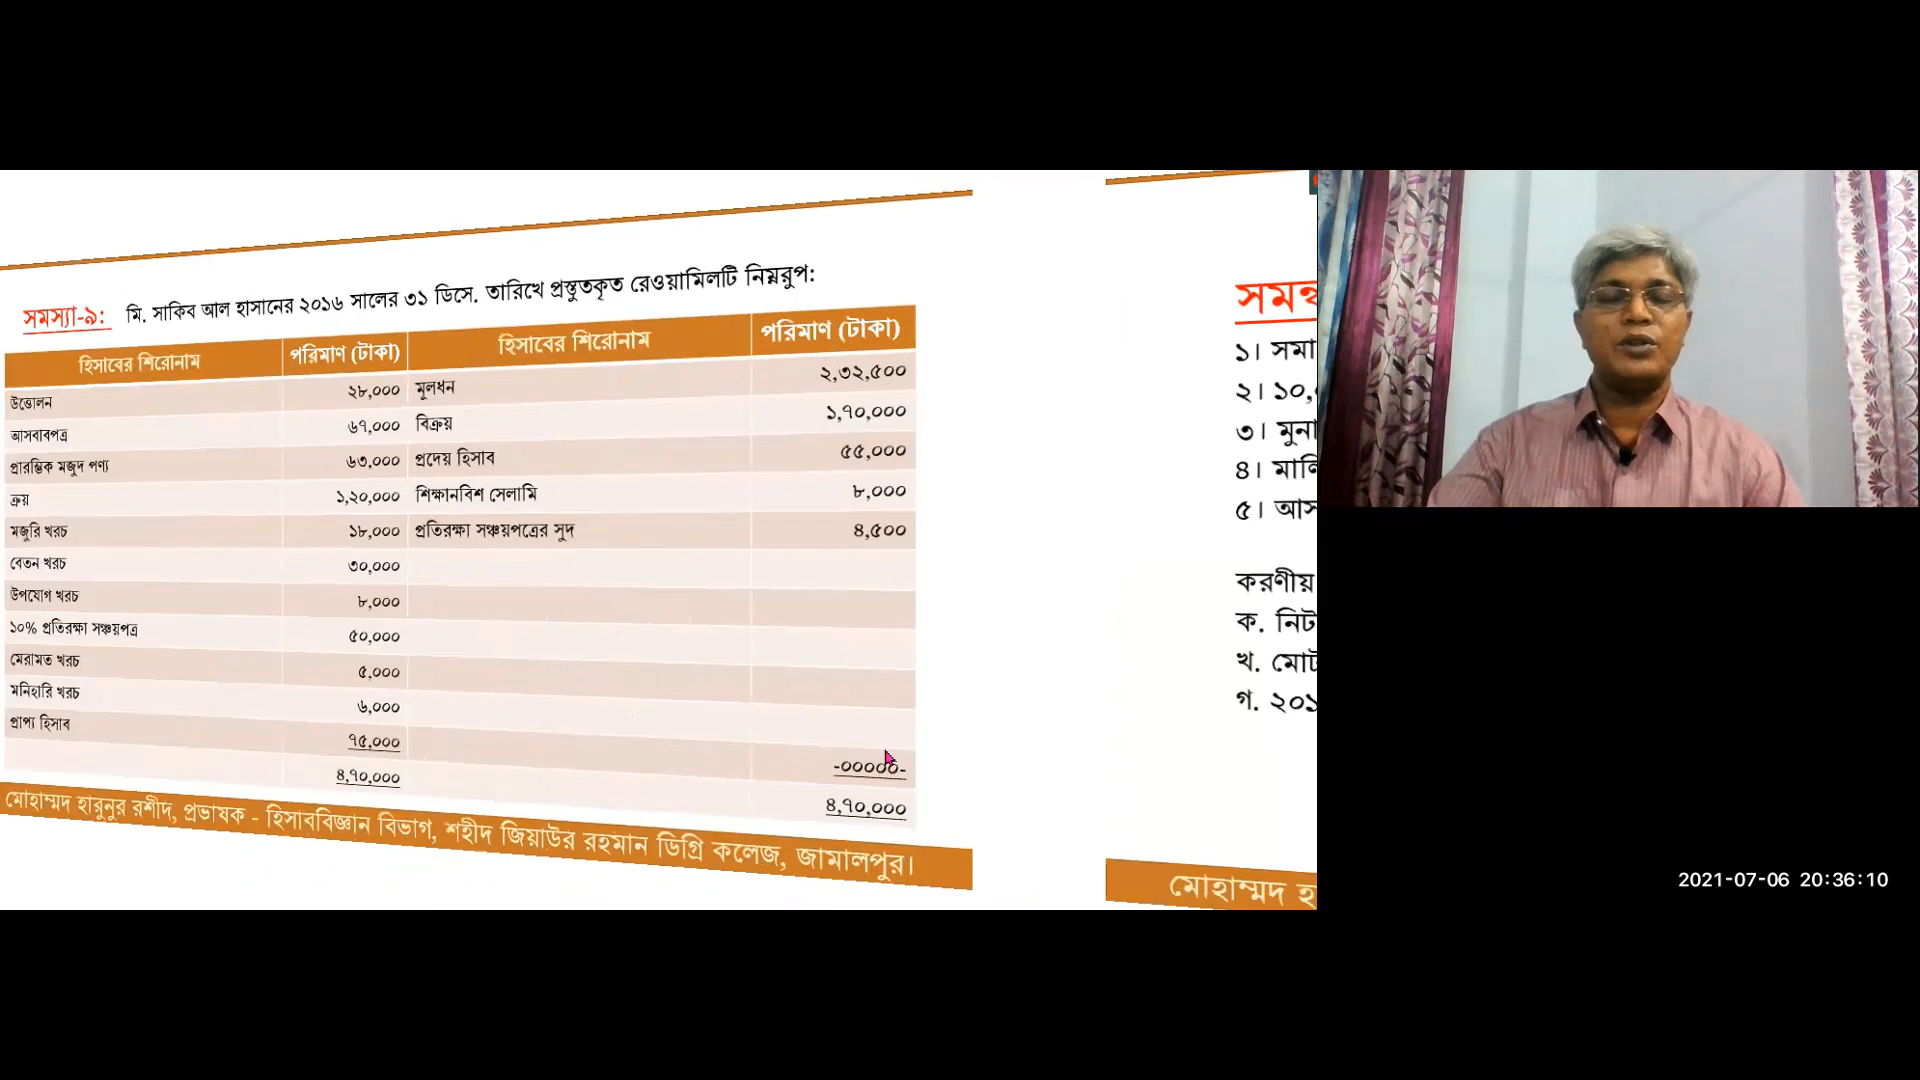 সমস্যা-৯: মি. সাকিব আল হাসানের ২০১৬ সালের ৩১ ডিসে. তারিখে প্রস্তুতকৃত রেওয়ামিলটি নিম্নরুপ:
হিসাবের শিরোনাম পরিমাণ (টাকা) হিসাবের শিরোনাম পরিমাণ (টাকা)
উত্তোলন ২৮,০০০ মূলধন ২,৩২,৫০০
আসবাবপত্র ৬৭,০০০ বিক্রয় ১,৭০,০০০
প্রারম্ভিক মজুদ পণ্য ৬৩,০০০ প্রদেয় হিসাব ৫৫,০০০
ক্রয় ১,২০,০০০ শিক্ষানবিশ সেলামি ৮,০০০
মজুরি খরচ ১৮,০০০ প্রতিরক্ষা সঞ্চয়পত্রের সুদ ৪,৫০০
বেতন খরচ ৩০,০০০
উপযোগ খরচ ৮,০০০
১০% প্রতিরক্ষা সঞ্চয়পত্র ৫০,০০০
মেরামত খরচ ৫,০০০
মনিহারি খরচ ৬,০০০
প্রাপ্য হিসাব ৭৫,০০০ -০০০০০-
৪,৭০,০০০ ৪,৭০,০০০
মোহাম্মদ হারুনুর রশীদ, প্রভাষক - হিসাববিজ্ঞান বিভাগ, শহীদ জিয়াউর রহমান ডিগ্রি কলেজ, জামালপুর।
১। সমা
২। ১০,
৩। মুনা
৪।
৫। আস
করণীয়
ক. নিট
খ. মোট
গ. ২০১
মোহাম্মদ হ
2021-07-06 20:36:10